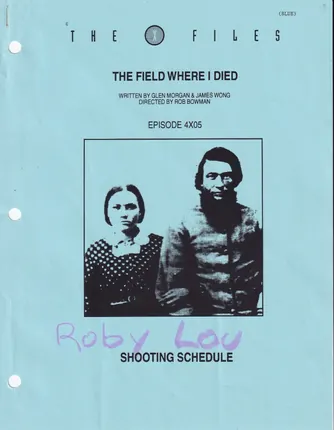 (BLUE)
THE X FILES
THE FIELD WHERE I DIED
WRITTEN BY GLEN MORGAN & JAMES WONG
DIRECTED BY ROB BOWMAN
EPISODE 4X05
Roby Lou
SHOOTING SCHEDULE